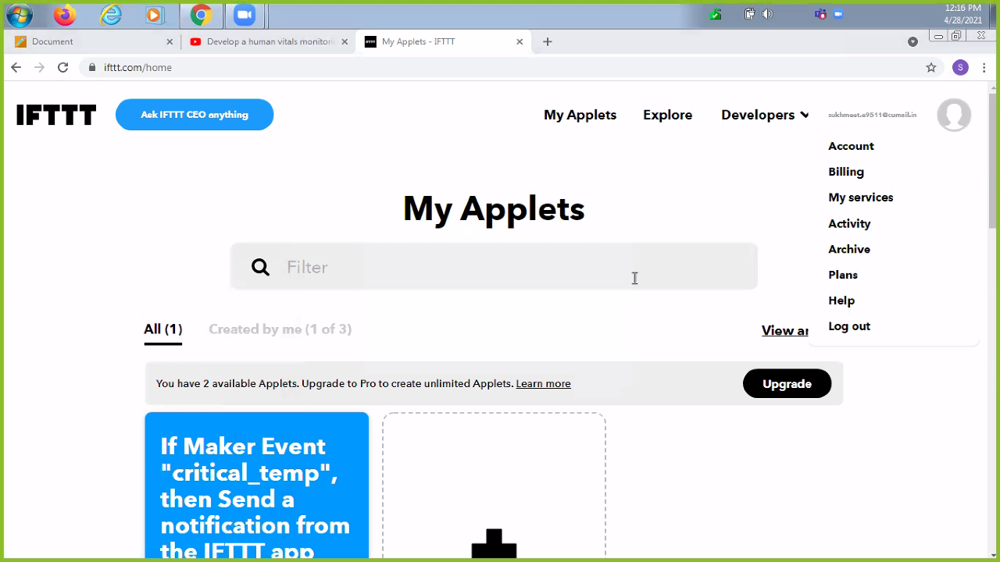 12:16 PM
4/28/2021
Document
Develop a human vitals monitorin
My Applets - IFTTT
ifttt.com/home
S
IFTTT
Ask IFTTT CEO anything
My Applets
Explore
Developers
sukhmeet.e9511@cumail.in
Account
Billing
My services
Activity
Archive
Plans
Help
Log out
My Applets
Filter
All (1)
Created by me (1 of 3)
View ar
You have 2 available Applets. Upgrade to Pro to create unlimited Applets. Learn more
Upgrade
If Maker Event
"critical_temp",
then Send a
notification from
the IFTTT app